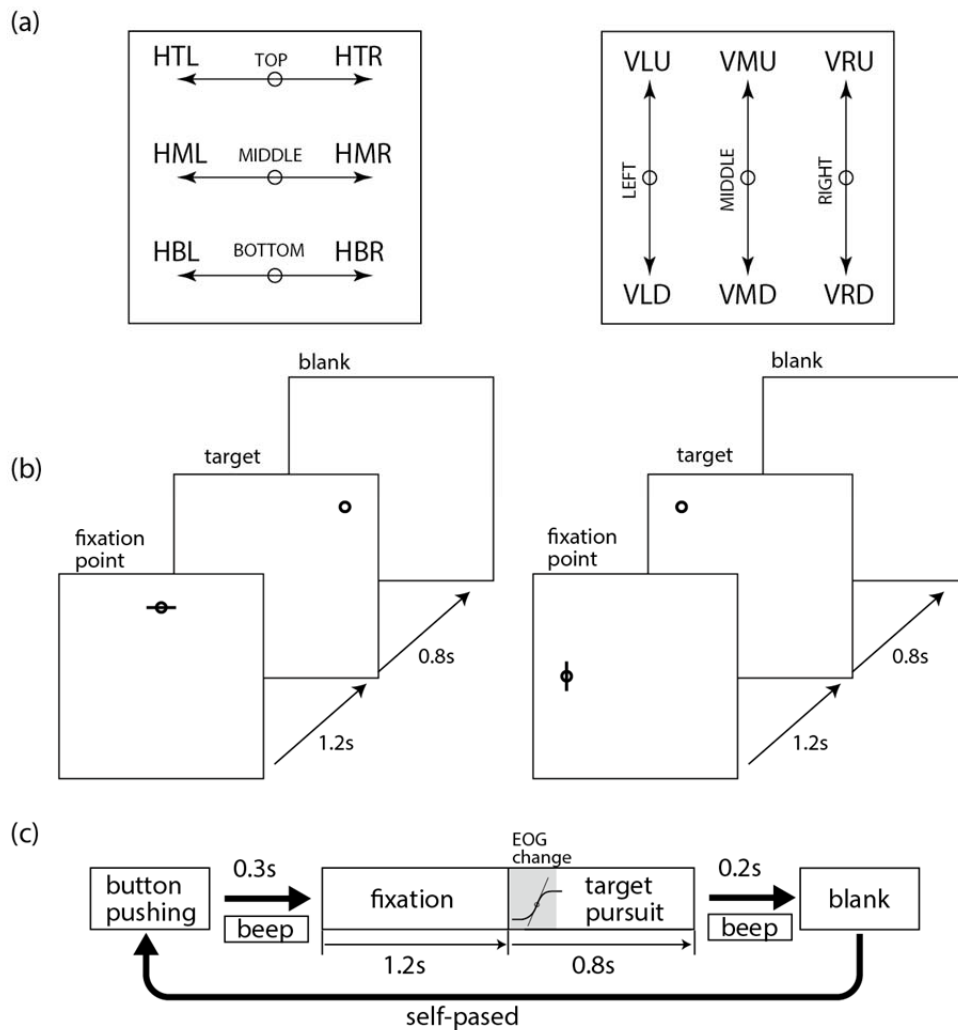 (a)
HTL TOP HTR
HML MIDDLE HMR
HBL BOTTOM HBR
VLU VMU VRU
LEFT MIDDLE RIGHT
VLD VMD VRD
(b)
blank
target
fixation
point
0.8s
1.2s
blank
target
fixation
point
0.8s
1.2s
(c)
button
pushing
0.3s
beep
fixation
EOG
change
target
pursuit
1.2s
0.8s
0.2s
beep
blank
self-pased